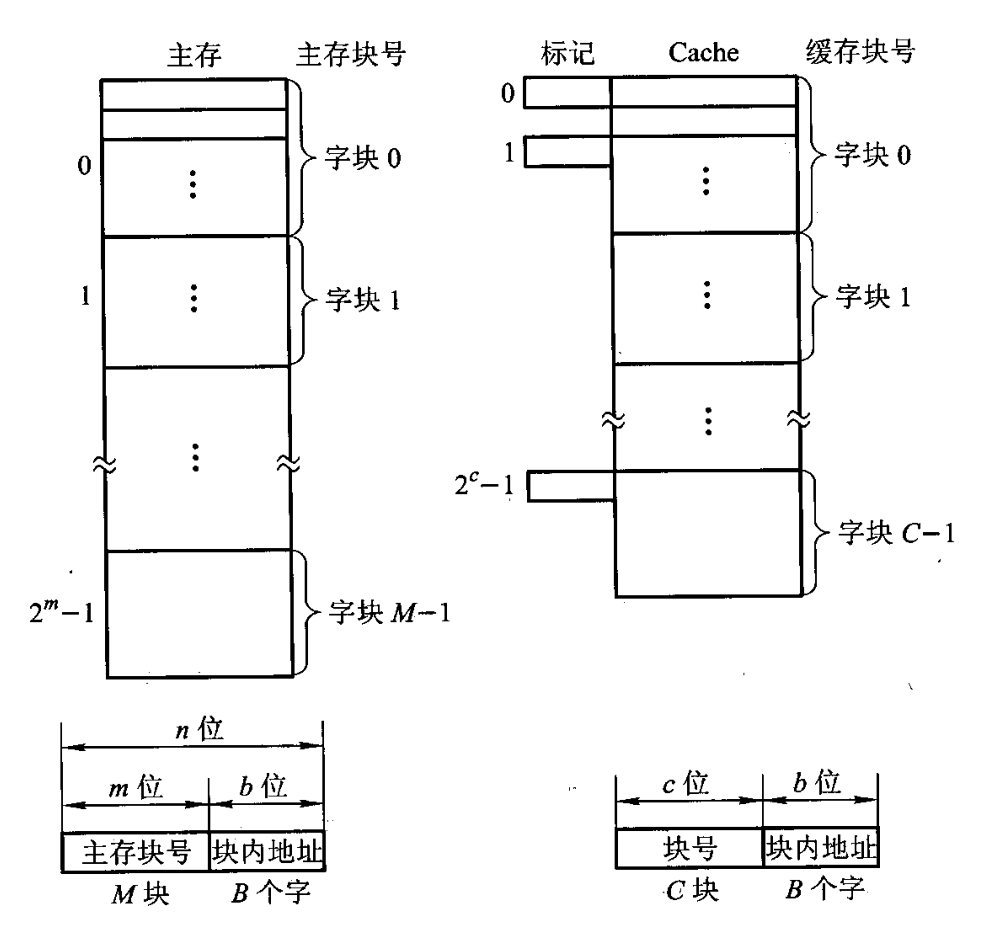 主存 主存块号
0
字块 0
1
字块 1
2^m−1
字块 M−1
n 位
m 位 b 位
主存块号 块内地址
M 块 B 个字
标记 Cache 缓存块号
0
1
字块 0
字块 1
2^c−1
字块 C−1
c 位 b 位
块号 块内地址
C 块 B 个字